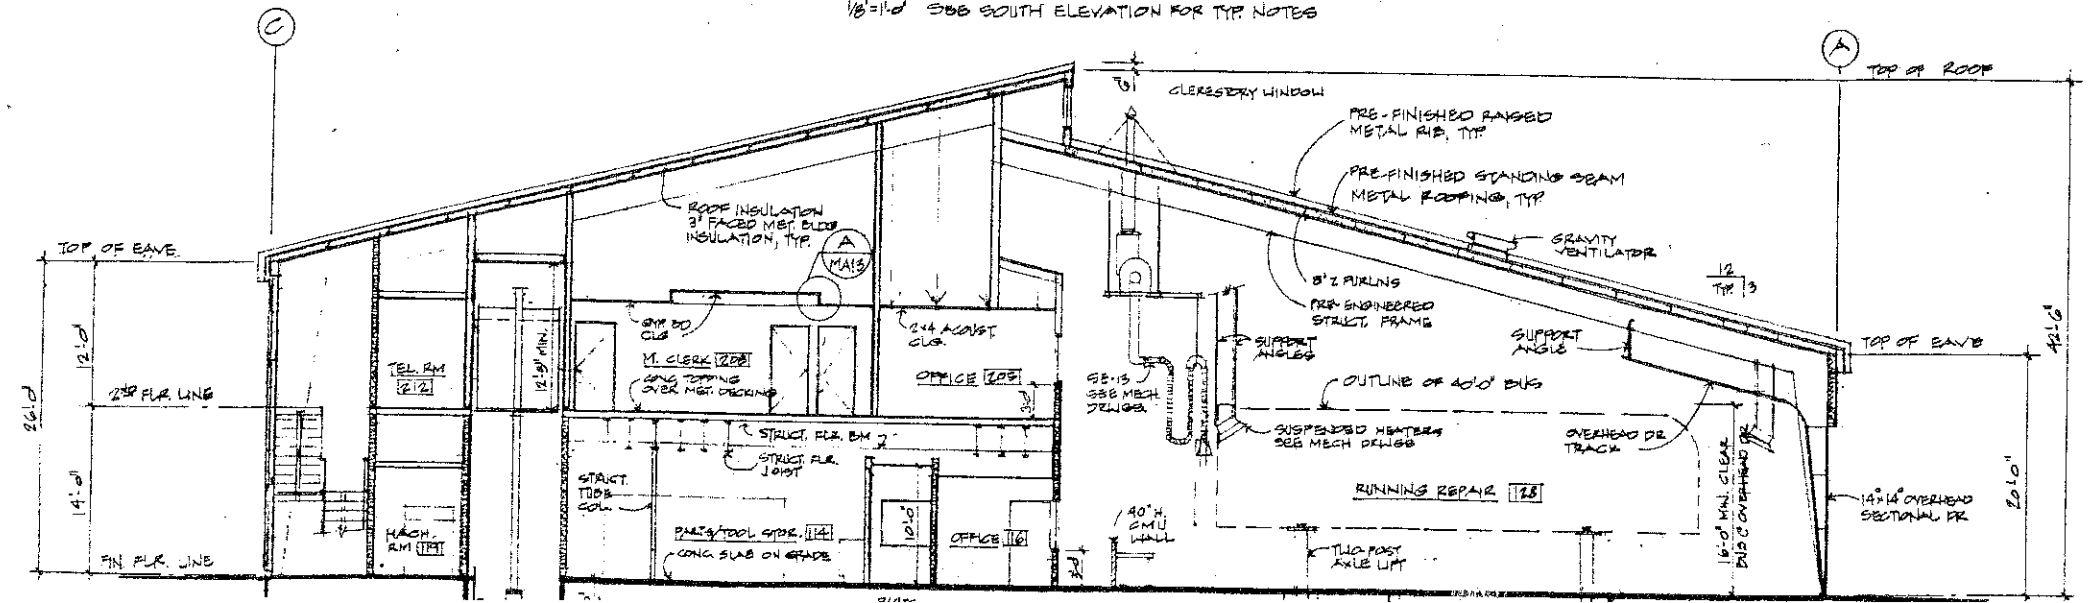 1/8"=1'-0" SEE SOUTH ELEVATION FOR TYP. NOTES
C
A
TOP OF ROOF
6"
CLERESTORY WINDOW
PRE-FINISHED RAISED
METAL RIB, TYP.
PRE-FINISHED STANDING SEAM
METAL ROOFING, TYP.
ROOF INSULATION
3" FACED MET. BLDG
INSULATION, TYP.
A
MA13
TOP OF EAVE
GRAVITY
VENTILATOR
12
TYP. 3
8" Z PURLINS
PRE-ENGINEERED
STRUCT. FRAME
GYP BD
CLG
2x4 ACOUST.
CLG.
SUPPORT
ANGLES
SUPPORT
ANGLE
TOP OF EAVE
42'-6"
12'-0"
26'-0"
TEL. RM
212
12'-8" MIN.
M. CLERK 208
CONC TOPPING
OVER MET. DECKING
OFFICE 205
3'-0"
SE-13
SEE MECH
DRWGS.
OUTLINE OF 40'-0" BUS
2ND FLR. LINE
STRUCT. FLR. BM
STRUCT. FLR.
JOIST
SUSPENDED HEATERS
SEE MECH DRWGS
OVERHEAD DR
TRACK
14'-0"
STRUCT.
TUBE
COL.
RUNNING REPAIR 128
16'-0" MIN. CLEAR
14'x14' OVERHEAD
SECTIONAL DR
20'-0"
MACH.
RM 119
PARTS/TOOL STOR. 114
CONC. SLAB ON GRADE
10'-0"
OFFICE 116
40" H.
CMU
WALL
3'-0"
TWO-POST
AXLE LIFT
FIN FLR. LINE